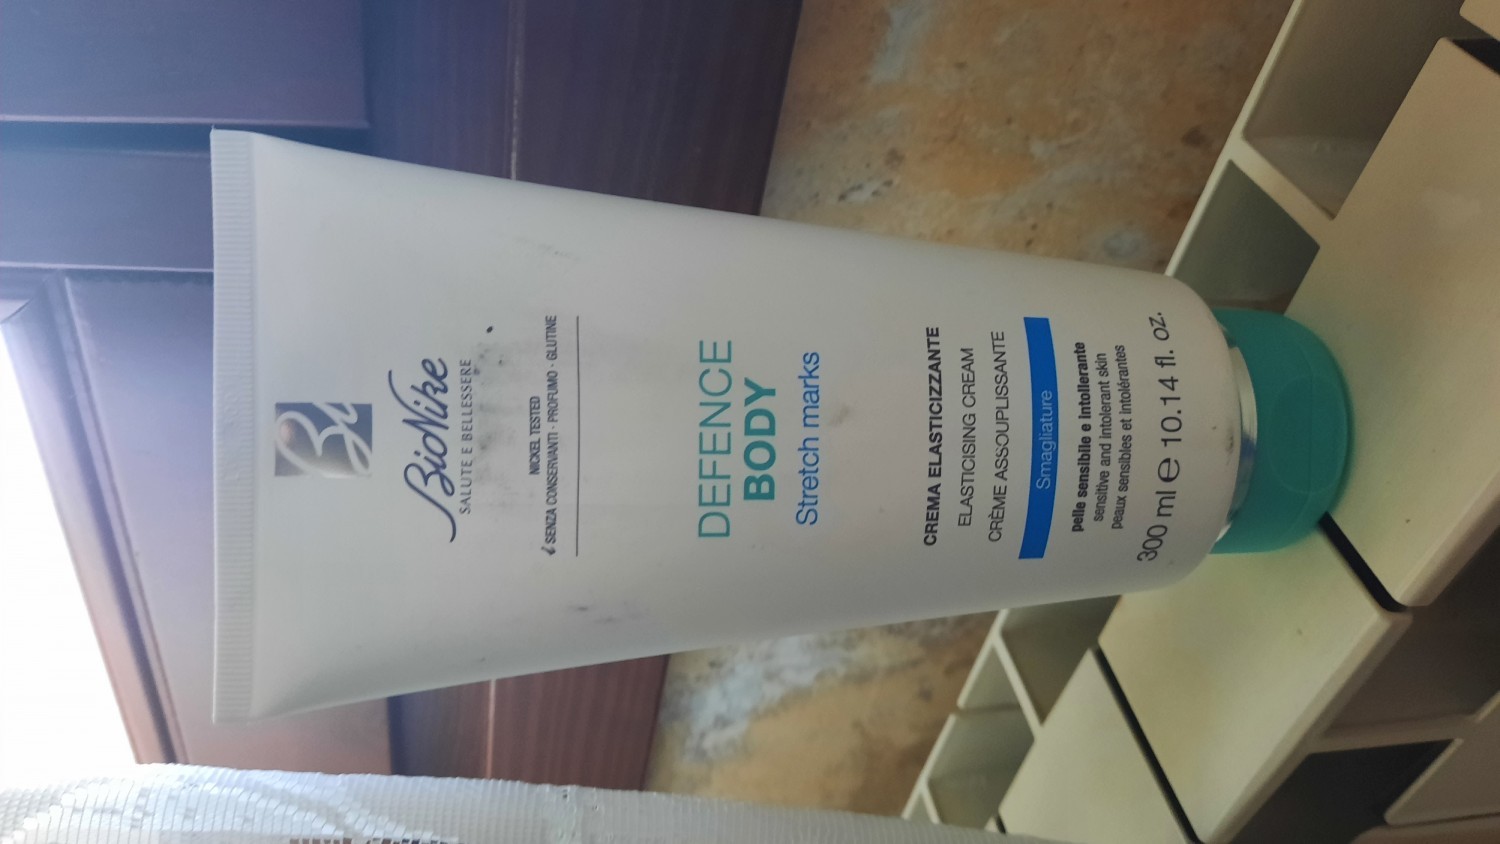 Bi
BioNike
SALUTE E BELLESSERE
NICKEL TESTED
SENZA CONSERVANTI - PROFUMO - GLUTINE
DEFENCE
BODY
Stretch marks
CREMA ELASTICIZZANTE
ELASTICISING CREAM
CRÈME ASSOUPLISSANTE
Smagliature
pelle sensibile e intollerante
sensitive and intolerant skin
peaux sensibles et intolérantes
300 ml ℮ 10.14 fl. oz.